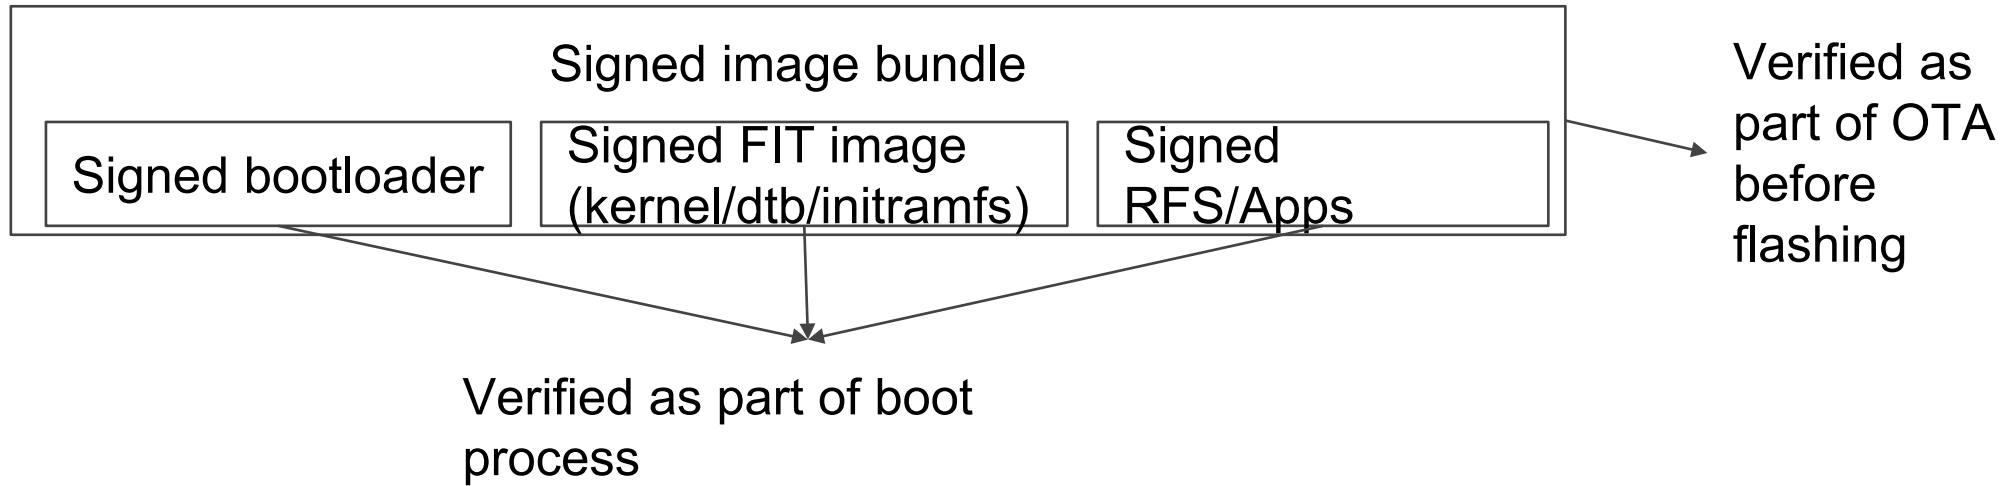 Signed image bundle
Signed bootloader
Signed FIT image
(kernel/dtb/initramfs)
Signed
RFS/Apps
Verified as
part of OTA
before
flashing
Verified as part of boot
process